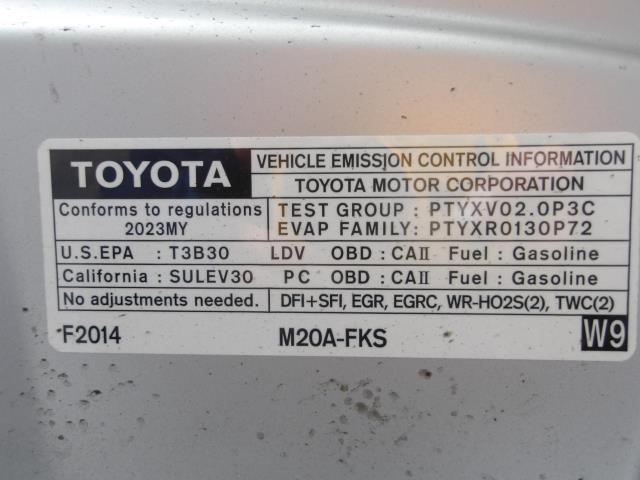 TOYOTA
VEHICLE EMISSION CONTROL INFORMATION
TOYOTA MOTOR CORPORATION
Conforms to regulations
2023MY
TEST GROUP : PTYXV02.0P3C
EVAP FAMILY: PTYXR0130P72
U.S.EPA : T3B30 LDV OBD : CAII Fuel : Gasoline
California : SULEV30 PC OBD : CAII Fuel : Gasoline
No adjustments needed. DFI+SFI, EGR, EGRC, WR-HO2S(2), TWC(2)
F2014 M20A-FKS W9